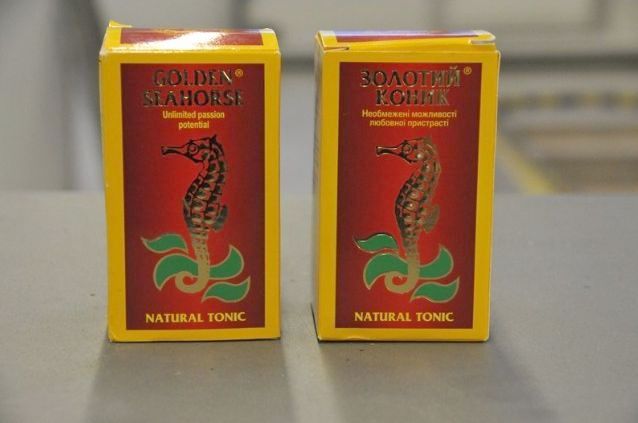 GOLDEN®
SEAHORSE
Unlimited passion
potential
NATURAL TONIC
ЗОЛОТИЙ®
КОНИК
Необмежені можливості
любовної пристрасті
NATURAL TONIC